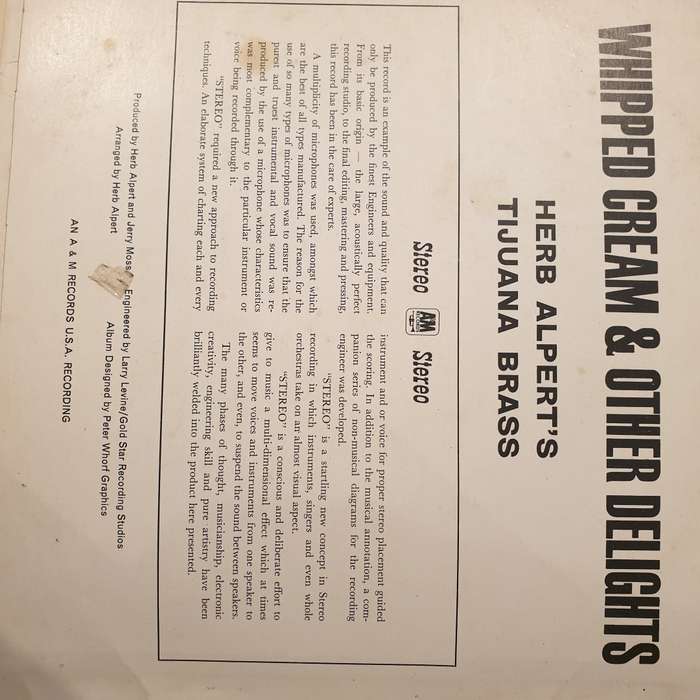 WHIPPED CREAM & OTHER DELIGHTS
HERB ALPERT'S
TIJUANA BRASS
Stereo AM RECORDS Stereo
This record is an example of the sound and quality that can
only be produced by the finest Engineers and equipment.
From its basic origin — the large, acoustically perfect
recording studio, to the final editing, mastering and pressing,
this record has been in the care of experts.
A multiplicity of microphones was used, amongst which
are the best of all types manufactured. The reason for the
use of so many types of microphones was to ensure that the
purest and truest instrumental and vocal sound was re-
produced by the use of a microphone whose characteristics
was most complementary to the particular instrument or
voice being recorded through it.
"STEREO" required a new approach to recording
techniques. An elaborate system of charting each and every
instrument and or voice for proper stereo placement guided
the scoring. In addition to the musical annotation, a com-
panion series of non-musical diagrams for the recording
engineer was developed.
"STEREO" is a startling new concept in Stereo
recording in which instruments, singers and even whole
orchestras take on an almost visual aspect.
"STEREO" is a conscious and deliberate effort to
give to music a multi-dimensional effect which at times
seems to move voices and instruments from one speaker to
the other, and even, to suspend the sound between speakers.
The many phases of thought, musicianship, electronic
creativity, engineering skill and pure artistry have been
brilliantly welded into the product here presented.
Produced by Herb Alpert and Jerry Moss Engineered by Larry Levine/Gold Star Recording Studios
Arranged by Herb Alpert Album Designed by Peter Whorf Graphics
AN A & M RECORDS U.S.A. RECORDING